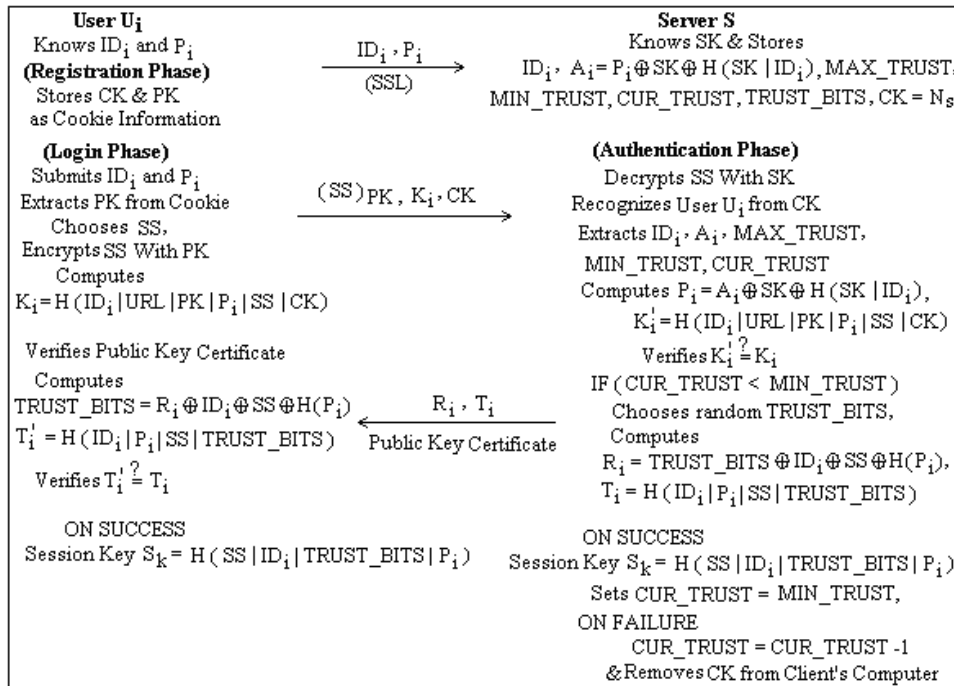 User Ui
Knows IDi and Pi
(Registration Phase)
Stores CK & PK
as Cookie Information
IDi, Pi
(SSL)
Server S
Knows SK & Stores
IDi, Ai = Pi ⊕ SK ⊕ H(SK | IDi), MAX_TRUST,
MIN_TRUST, CUR_TRUST, TRUST_BITS, CK = Ns
(Login Phase)
Submits IDi and Pi
Extracts PK from Cookie
Chooses SS,
Encrypts SS With PK
Computes
Ki = H(IDi | URL | PK | Pi | SS | CK)
(SS)PK, Ki, CK
(Authentication Phase)
Decrypts SS With SK
Recognizes User Ui from CK
Extracts IDi, Ai, MAX_TRUST,
MIN_TRUST, CUR_TRUST
Computes Pi = Ai ⊕ SK ⊕ H(SK | IDi),
Ki' = H(IDi | URL | PK | Pi | SS | CK)
Verifies Ki' ?= Ki
IF (CUR_TRUST < MIN_TRUST)
Chooses random TRUST_BITS,
Computes
Ri = TRUST_BITS ⊕ IDi ⊕ SS ⊕ H(Pi),
Ti = H(IDi | Pi | SS | TRUST_BITS)
Ri, Ti
Public Key Certificate
Verifies Public Key Certificate
Computes
TRUST_BITS = Ri ⊕ IDi ⊕ SS ⊕ H(Pi)
Ti' = H(IDi | Pi | SS | TRUST_BITS)
Verifies Ti' ?= Ti
ON SUCCESS
Session Key Sk = H(SS | IDi | TRUST_BITS | Pi)
ON SUCCESS
Session Key Sk = H(SS | IDi | TRUST_BITS | Pi)
Sets CUR_TRUST = MIN_TRUST,
ON FAILURE
CUR_TRUST = CUR_TRUST -1
& Removes CK from Client's Computer